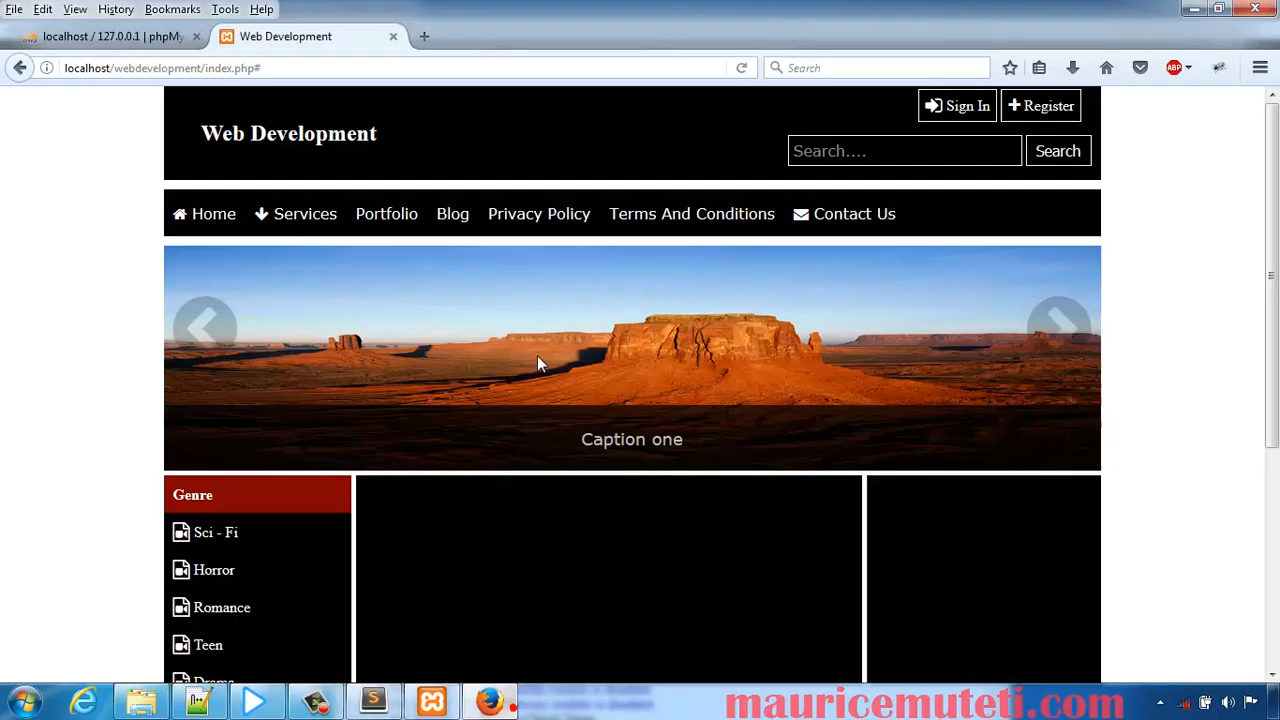 File Edit View History Bookmarks Tools Help
localhost / 127.0.0.1 | phpMy
Web Development
localhost/webdevelopment/index.php#
Search
ABP
Sign In
Register
Web Development
Search....
Search
Home Services Portfolio Blog Privacy Policy Terms And Conditions Contact Us
Caption one
Genre
Sci - Fi
Horror
Romance
Teen
Drama
mauricemuteti.com